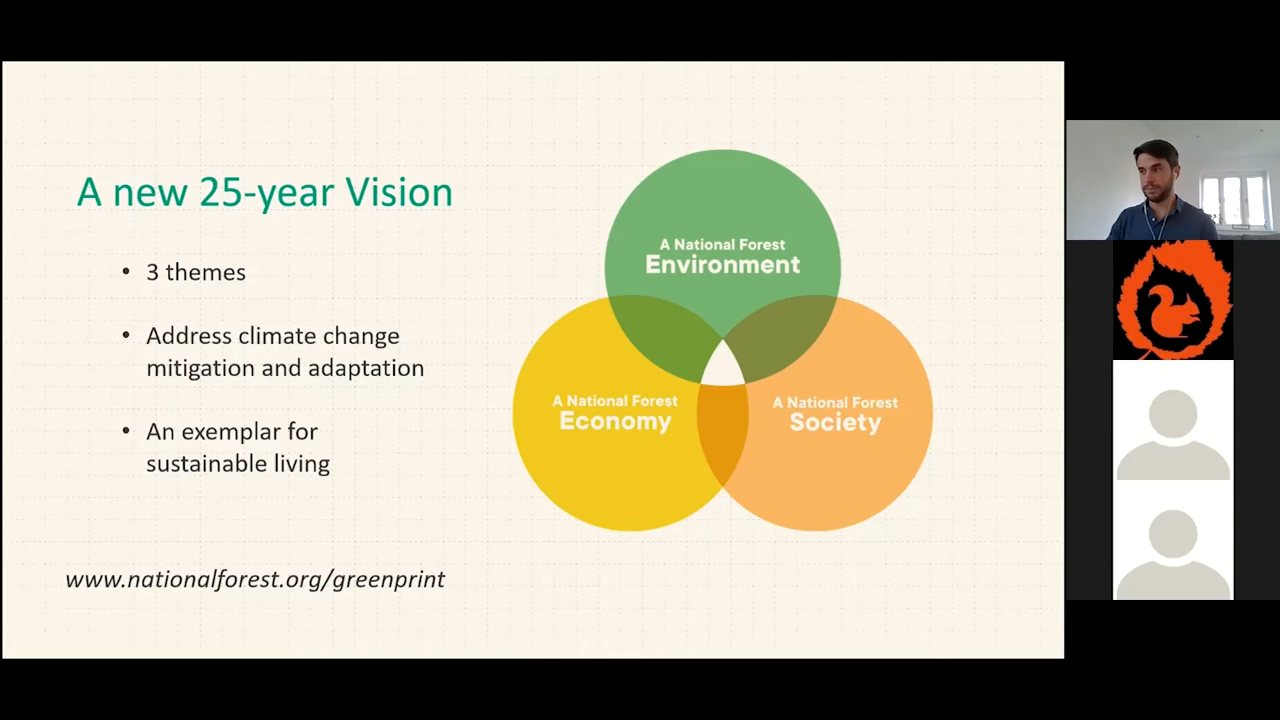 A new 25-year Vision
• 3 themes
• Address climate change
mitigation and adaptation
• An exemplar for
sustainable living
www.nationalforest.org/greenprint
A National Forest
Environment
A National Forest
Economy
A National Forest
Society